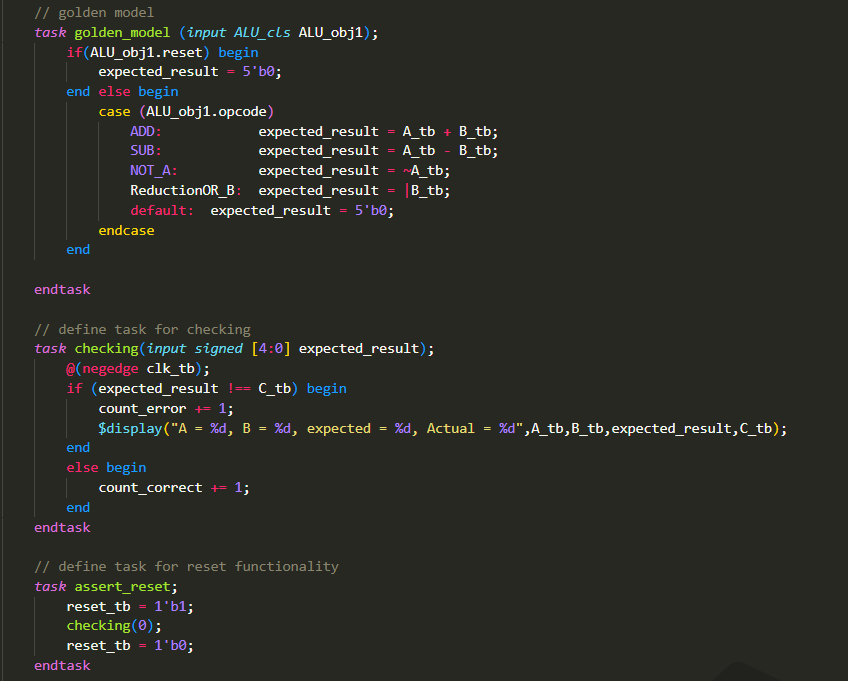 // golden model
task golden_model (input ALU_cls ALU_obj1);
if(ALU_obj1.reset) begin
expected_result = 5'b0;
end else begin
case (ALU_obj1.opcode)
ADD: expected_result = A_tb + B_tb;
SUB: expected_result = A_tb - B_tb;
NOT_A: expected_result = ~A_tb;
ReductionOR_B: expected_result = |B_tb;
default: expected_result = 5'b0;
endcase
end
endtask
// define task for checking
task checking(input signed [4:0] expected_result);
@(negedge clk_tb);
if (expected_result !== C_tb) begin
count_error += 1;
$display("A = %d, B = %d, expected = %d, Actual = %d",A_tb,B_tb,expected_result,C_tb);
end
else begin
count_correct += 1;
end
endtask
// define task for reset functionality
task assert_reset;
reset_tb = 1'b1;
checking(0);
reset_tb = 1'b0;
endtask